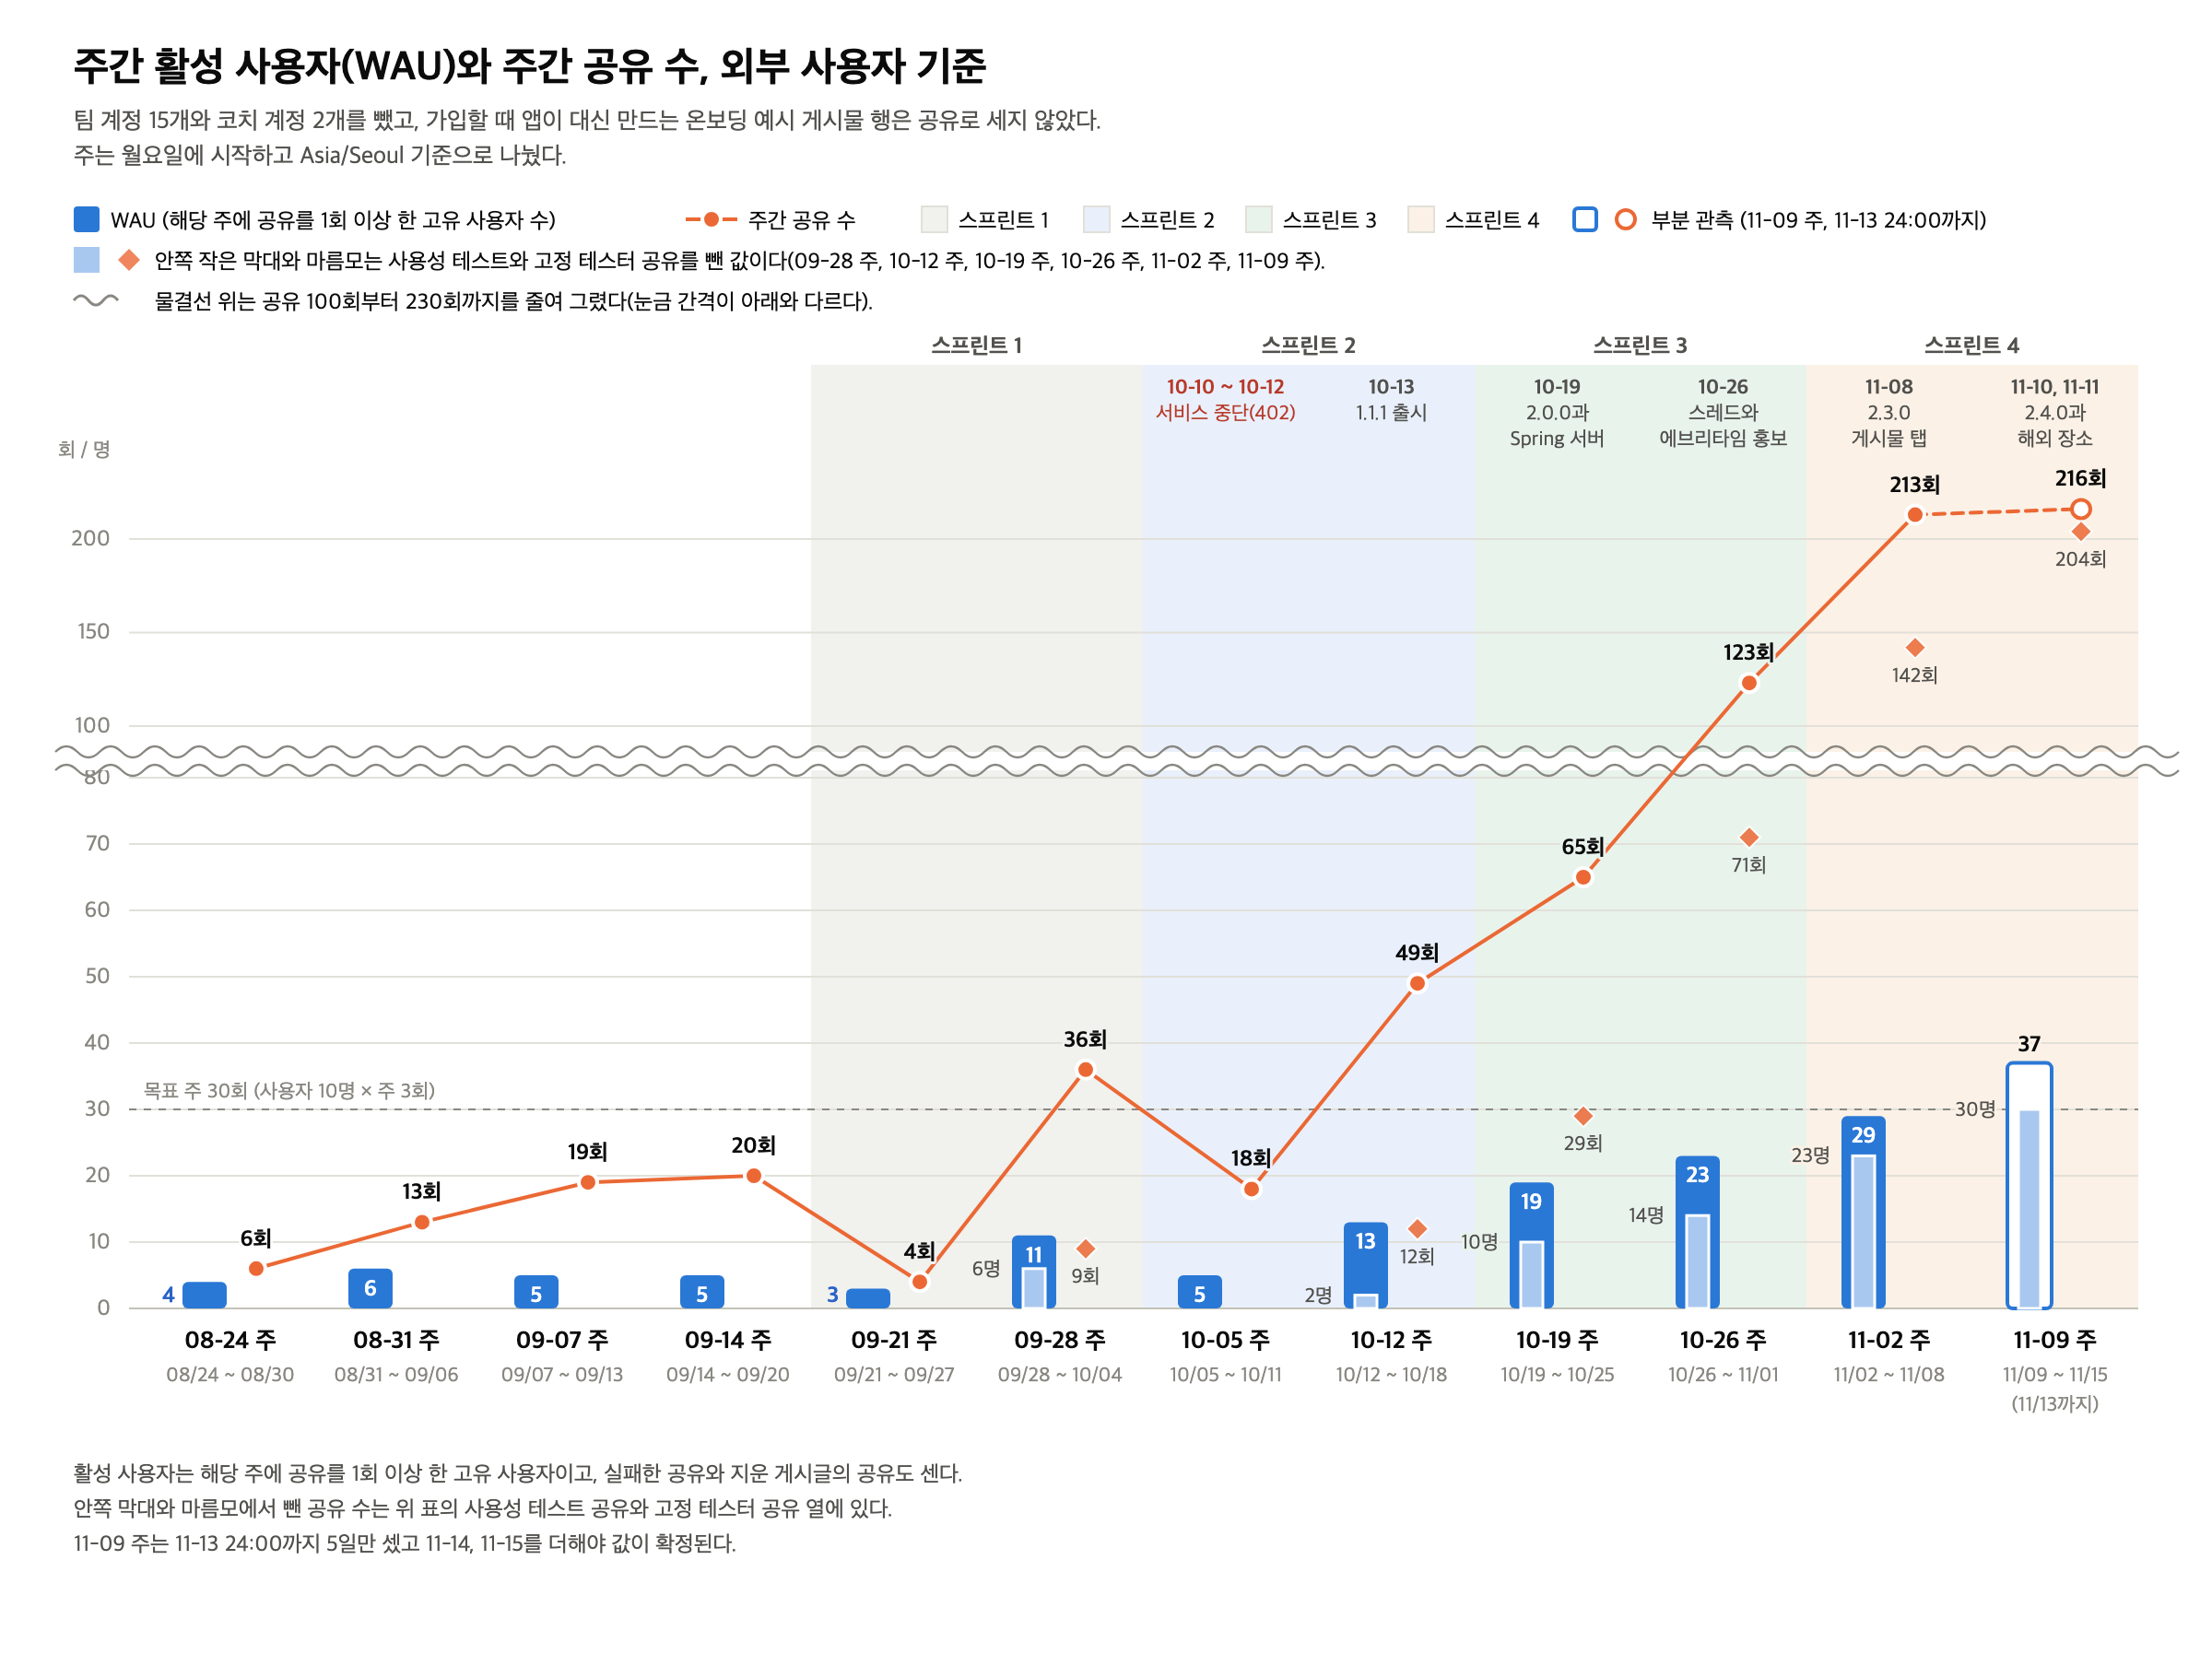 주간 활성 사용자(WAU)와 주간 공유 수, 외부 사용자 기준
팀 계정 15개와 코치 계정 2개를 뺐고, 가입할 때 앱이 대신 만드는 온보딩 예시 게시물 행은 공유로 세지 않았다.
주는 월요일에 시작하고 Asia/Seoul 기준으로 나눴다.
WAU (해당 주에 공유를 1회 이상 한 고유 사용자 수) 주간 공유 수 스프린트 1 스프린트 2 스프린트 3 스프린트 4 부분 관측 (11-09 주, 11-13 24:00까지)
안쪽 작은 막대와 마름모는 사용성 테스트와 고정 테스터 공유를 뺀 값이다(09-28 주, 10-12 주, 10-19 주, 10-26 주, 11-02 주, 11-09 주).
물결선 위는 공유 100회부터 230회까지를 줄여 그렸다(눈금 간격이 아래와 다르다).
스프린트 1 스프린트 2 스프린트 3 스프린트 4
10-10 ~ 10-12 10-13 10-19 10-26 11-08 11-10, 11-11
서비스 중단(402) 1.1.1 출시 2.0.0과 스레드와 2.3.0 2.4.0과
Spring 서버 에브리타임 홍보 게시물 탭 해외 장소
회 / 명
216회
213회
200
204회
150
123회
142회
100
80
70
65회
71회
60
49회
50
40
36회
37
목표 주 30회 (사용자 10명 × 주 3회)
30
30명
29회
29
20
19회
20회
18회
23명
23
19
13회
14명
10
6회
4회
11
13
12회
10명
6명
9회
4
6
5
5
3
5
2명
0
08-24 주 08-31 주 09-07 주 09-14 주 09-21 주 09-28 주 10-05 주 10-12 주 10-19 주 10-26 주 11-02 주 11-09 주
08/24 ~ 08/30 08/31 ~ 09/06 09/07 ~ 09/13 09/14 ~ 09/20 09/21 ~ 09/27 09/28 ~ 10/04 10/05 ~ 10/11 10/12 ~ 10/18 10/19 ~ 10/25 10/26 ~ 11/01 11/02 ~ 11/08 11/09 ~ 11/15
(11/13까지)
활성 사용자는 해당 주에 공유를 1회 이상 한 고유 사용자이고, 실패한 공유와 지운 게시글의 공유도 센다.
안쪽 막대와 마름모에서 뺀 공유 수는 위 표의 사용성 테스트 공유와 고정 테스터 공유 열에 있다.
11-09 주는 11-13 24:00까지 5일만 셌고 11-14, 11-15를 더해야 값이 확정된다.